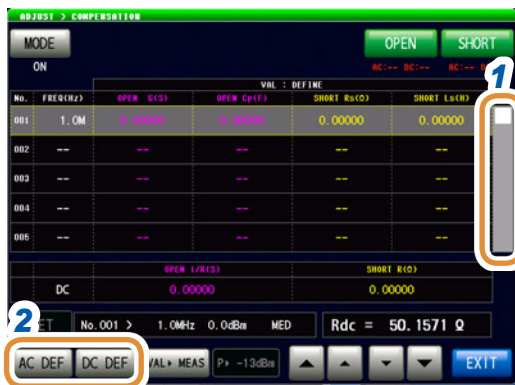 ADJUST > COMPENSATION
MODE OPEN SHORT
ON AC:-- DC:-- AC:--
1
VAL : DEFINE
No. FREQ(Hz) OPEN G(S) OPEN Cp(F) SHORT Rs(Ω) SHORT Ls(H)
001 1.0M 0.00000 0.00000 0.00000 0.00000
002 -- -- -- -- --
003 -- -- -- -- --
004 -- -- -- -- --
005 -- -- -- -- --
OPEN 1/R(S) SHORT R(Ω)
DC 0.00000 0.00000
2
No.001 > 1.0MHz 0.0dBm MED Rdc = 50.1571 Ω
AC DEF DC DEF VAL▸ MEAS P▸ -13dBm EXIT